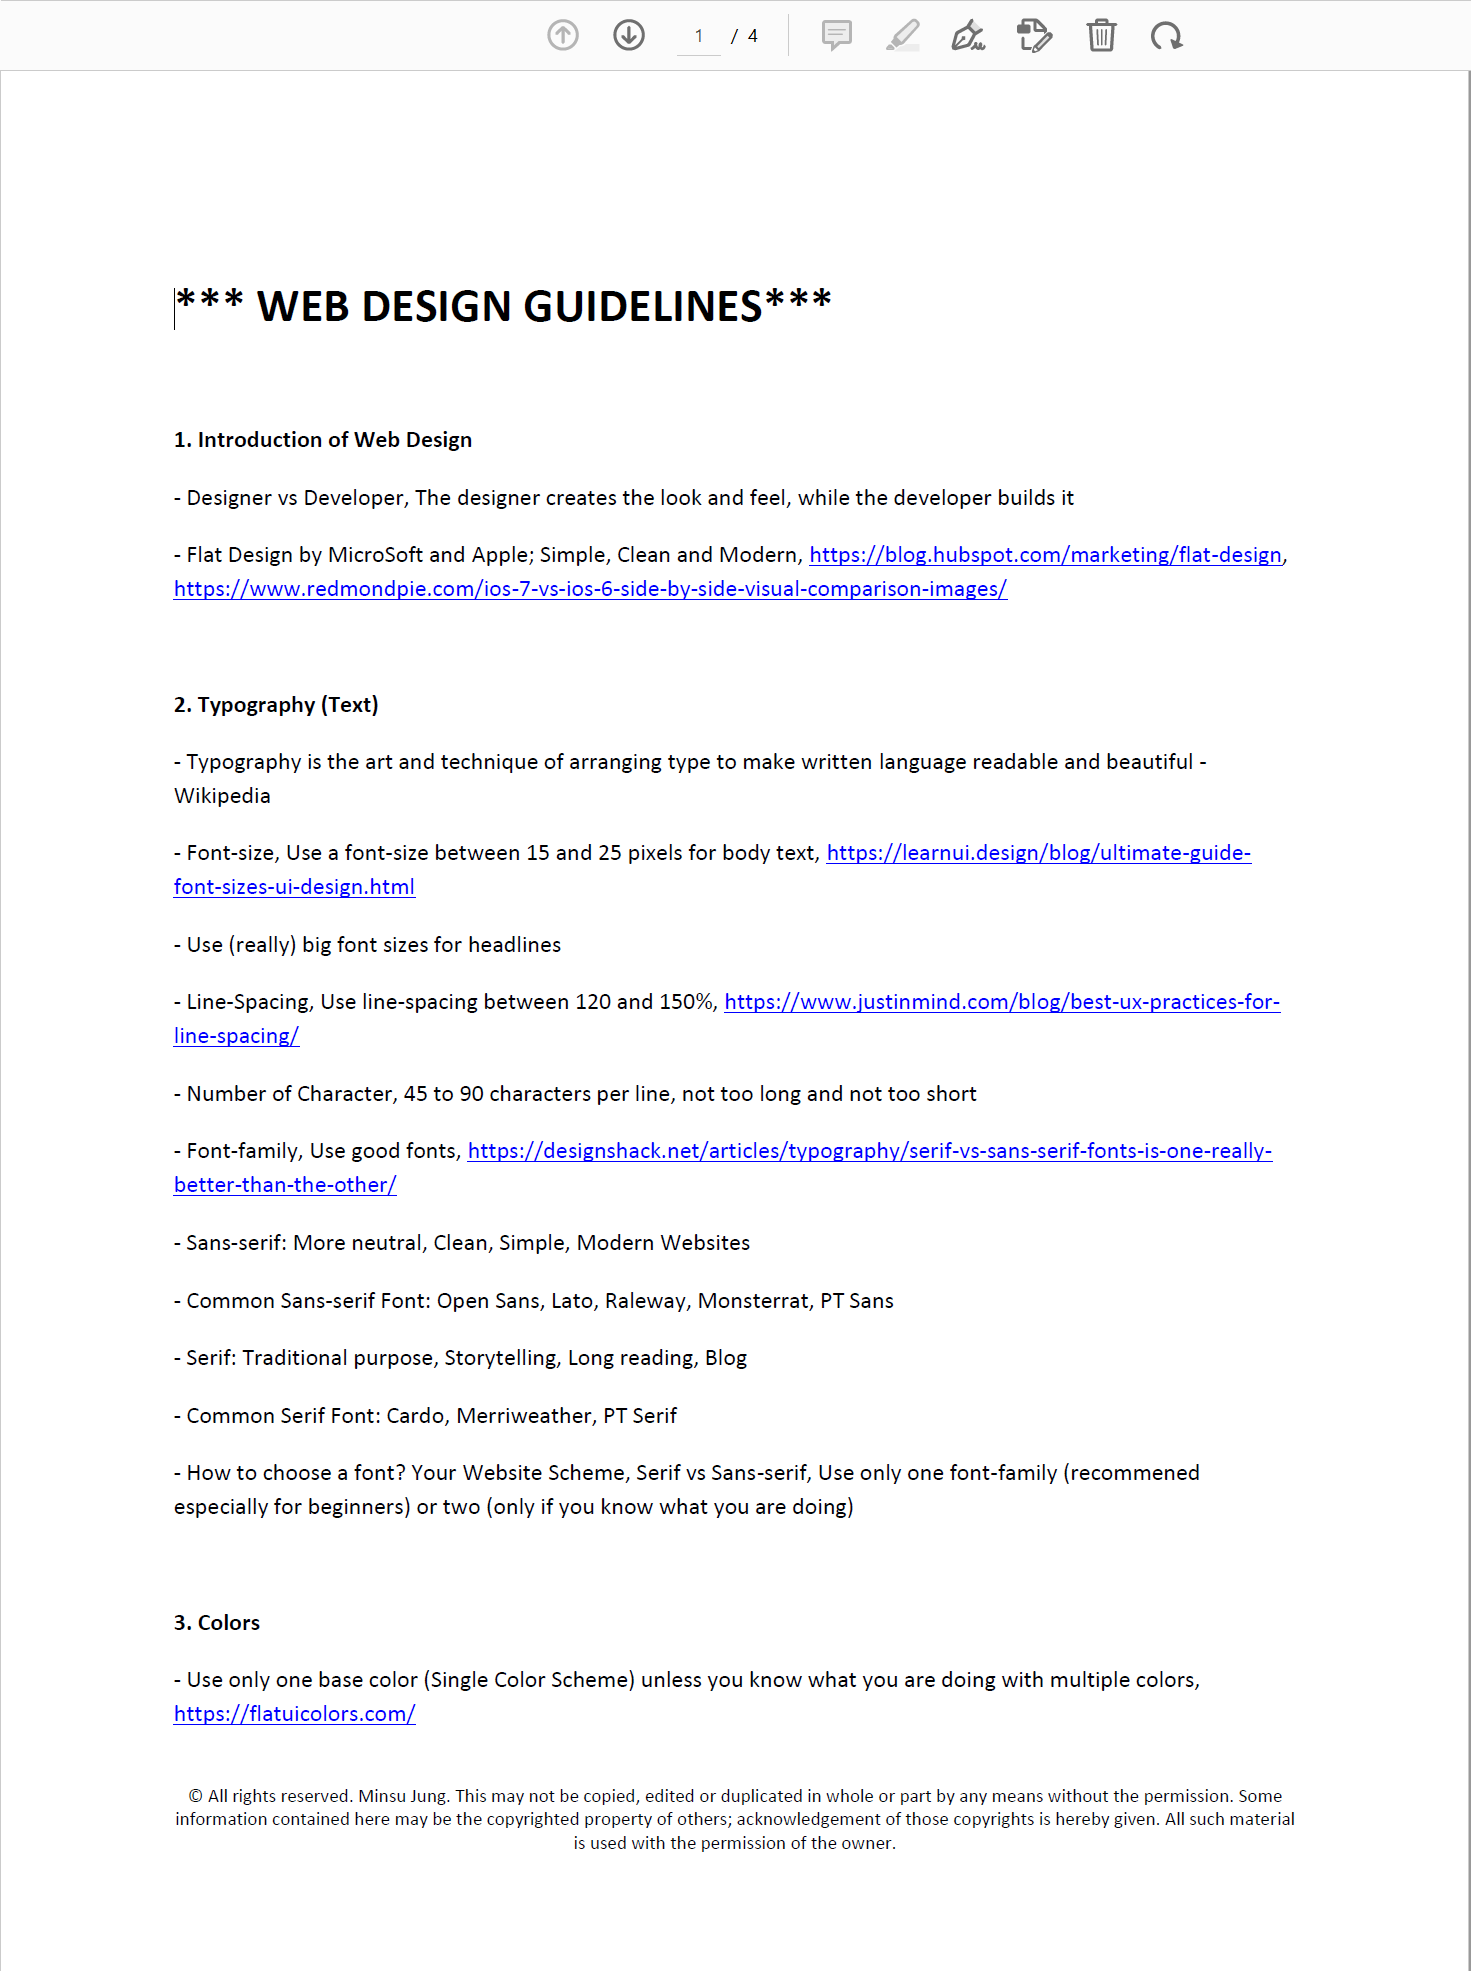 1 / 4
*** WEB DESIGN GUIDELINES***
1. Introduction of Web Design
- Designer vs Developer, The designer creates the look and feel, while the developer builds it
- Flat Design by MicroSoft and Apple; Simple, Clean and Modern, https://blog.hubspot.com/marketing/flat-design,
https://www.redmondpie.com/ios-7-vs-ios-6-side-by-side-visual-comparison-images/
2. Typography (Text)
- Typography is the art and technique of arranging type to make written language readable and beautiful -
Wikipedia
- Font-size, Use a font-size between 15 and 25 pixels for body text, https://learnui.design/blog/ultimate-guide-
font-sizes-ui-design.html
- Use (really) big font sizes for headlines
- Line-Spacing, Use line-spacing between 120 and 150%, https://www.justinmind.com/blog/best-ux-practices-for-
line-spacing/
- Number of Character, 45 to 90 characters per line, not too long and not too short
- Font-family, Use good fonts, https://designshack.net/articles/typography/serif-vs-sans-serif-fonts-is-one-really-
better-than-the-other/
- Sans-serif: More neutral, Clean, Simple, Modern Websites
- Common Sans-serif Font: Open Sans, Lato, Raleway, Monsterrat, PT Sans
- Serif: Traditional purpose, Storytelling, Long reading, Blog
- Common Serif Font: Cardo, Merriweather, PT Serif
- How to choose a font? Your Website Scheme, Serif vs Sans-serif, Use only one font-family (recommened
especially for beginners) or two (only if you know what you are doing)
3. Colors
- Use only one base color (Single Color Scheme) unless you know what you are doing with multiple colors,
https://flatuicolors.com/
© All rights reserved. Minsu Jung. This may not be copied, edited or duplicated in whole or part by any means without the permission. Some
information contained here may be the copyrighted property of others; acknowledgement of those copyrights is hereby given. All such material
is used with the permission of the owner.